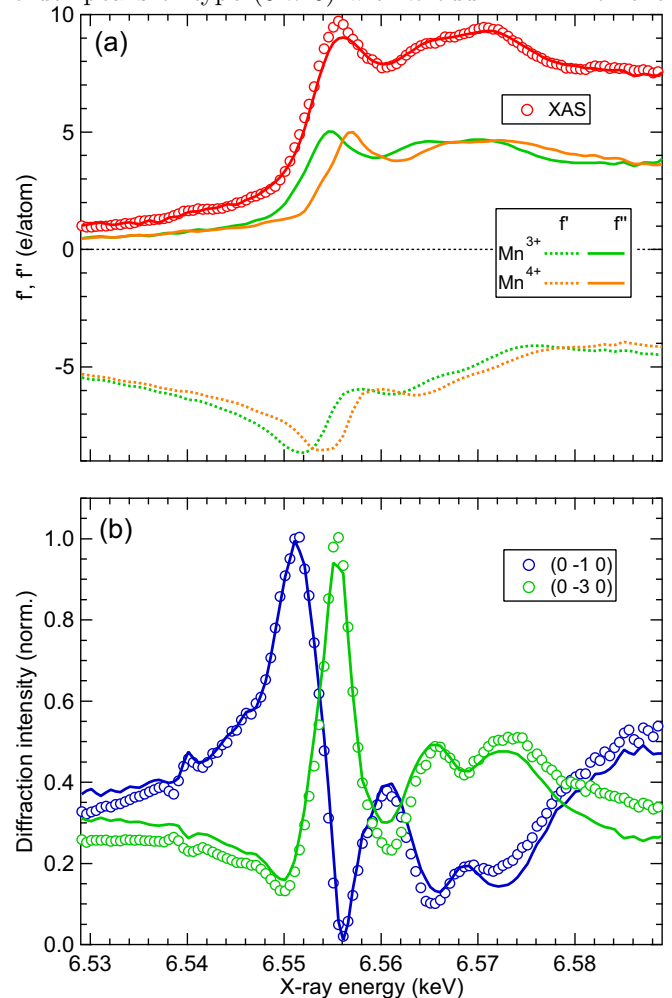 (a)
10
5
0
-5
f', f'' (e/atom)
XAS
f' f''
Mn3+
Mn4+
(b)
1.0
0.8
0.6
0.4
0.2
0.0
Diffraction intensity (norm.)
(0 -1 0)
(0 -3 0)
6.53 6.54 6.55 6.56 6.57 6.58
X-ray energy (keV)